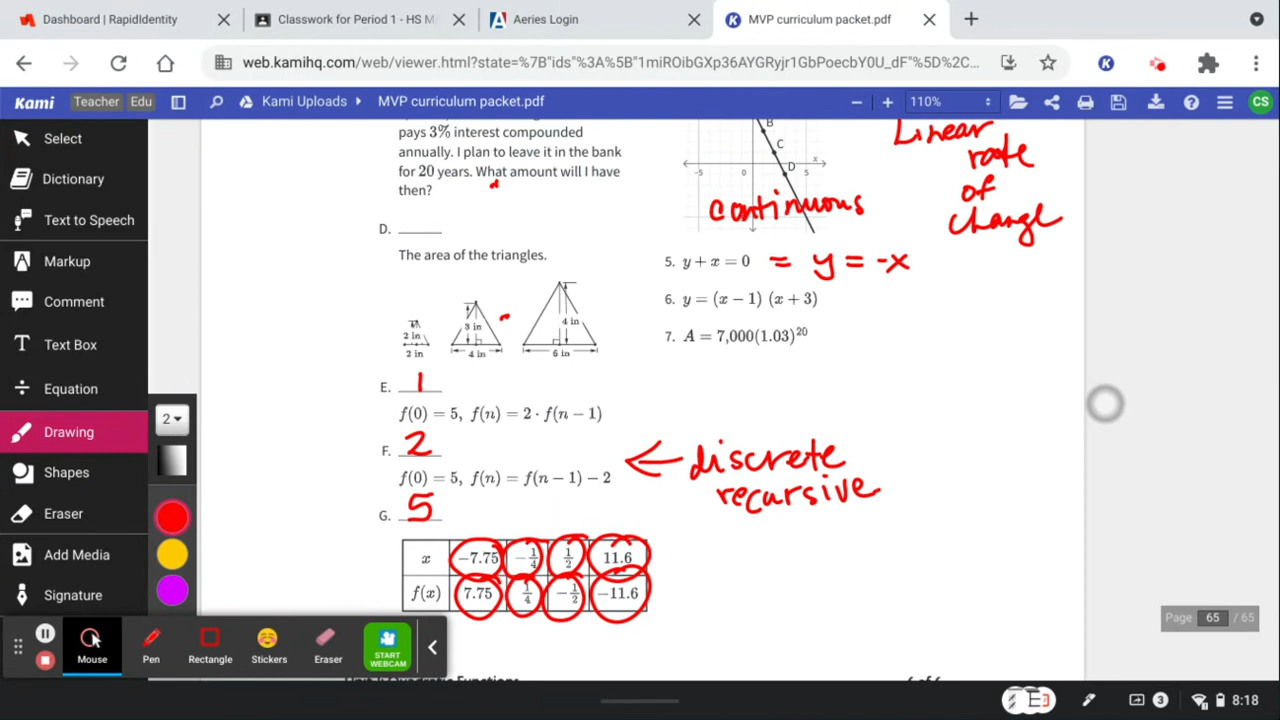 Dashboard | RapidIdentity
Classwork for Period 1 - HS M
Aeries Login
MVP curriculum packet.pdf
web.kamihq.com/web/viewer.html?state=%7B"ids"%3A%5B"1miROibGXp36AYGRyjr1GbPoecbY0U_dF"%5D%2C...
Kami Teacher Edu
Kami Uploads
MVP curriculum packet.pdf
110%
CS
Select
Dictionary
Text to Speech
Markup
Comment
Text Box
Equation
Drawing
Shapes
Eraser
Add Media
Signature
2
pays 3% interest compounded
annually. I plan to leave it in the bank
for 20 years. What amount will I have
then?
D. ______
The area of the triangles.
2 in
2 in
3 in
4 in
4 in
6 in
E. 1
f(0) = 5, f(n) = 2 · f(n − 1)
F. 2
f(0) = 5, f(n) = f(n − 1) − 2
G. 5
x −7.75 −1/4 1/2 11.6
f(x) 7.75 1/4 −1/2 −11.6
B
C
D
x
-5 0 5
continuous
Linear
rate
of
change
5. y + x = 0 = y = -x
6. y = (x − 1) (x + 3)
7. A = 7,000(1.03)^20
discrete
recursive
Page 65 / 65
Mouse
Pen
Rectangle
Stickers
Eraser
START
WEBCAM
3
8:18